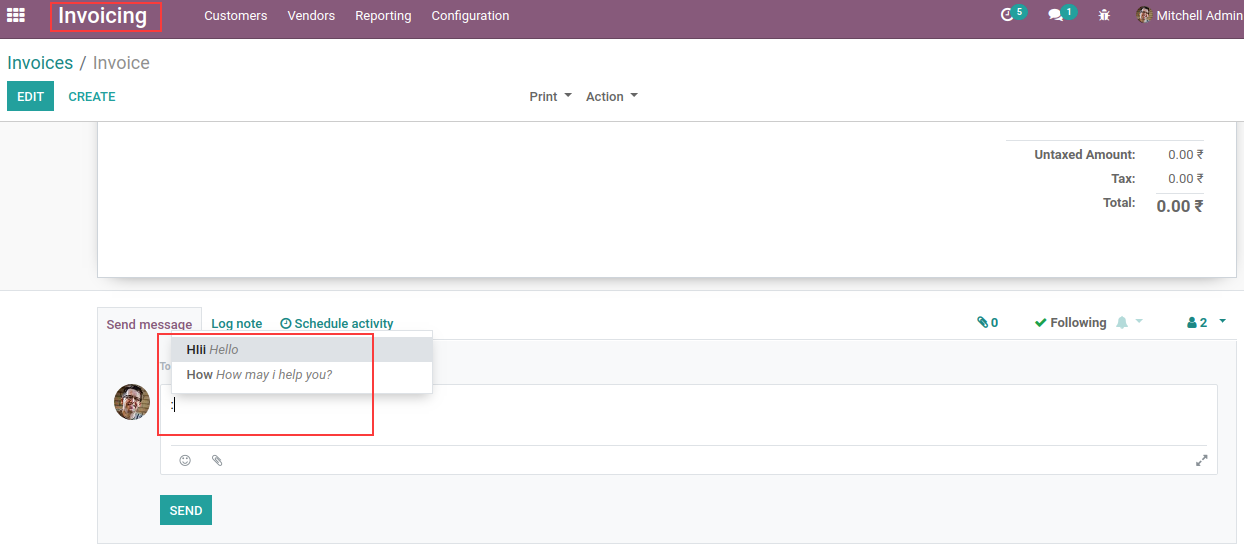 Invoicing Customers Vendors Reporting Configuration 5 1 Mitchell Admin
Invoices / Invoice
EDIT CREATE Print Action
Untaxed Amount: 0.00 ₹
Tax: 0.00 ₹
Total: 0.00 ₹
Send message Log note Schedule activity 0 Following 2
HIii Hello
To
How How may i help you?
:
SEND